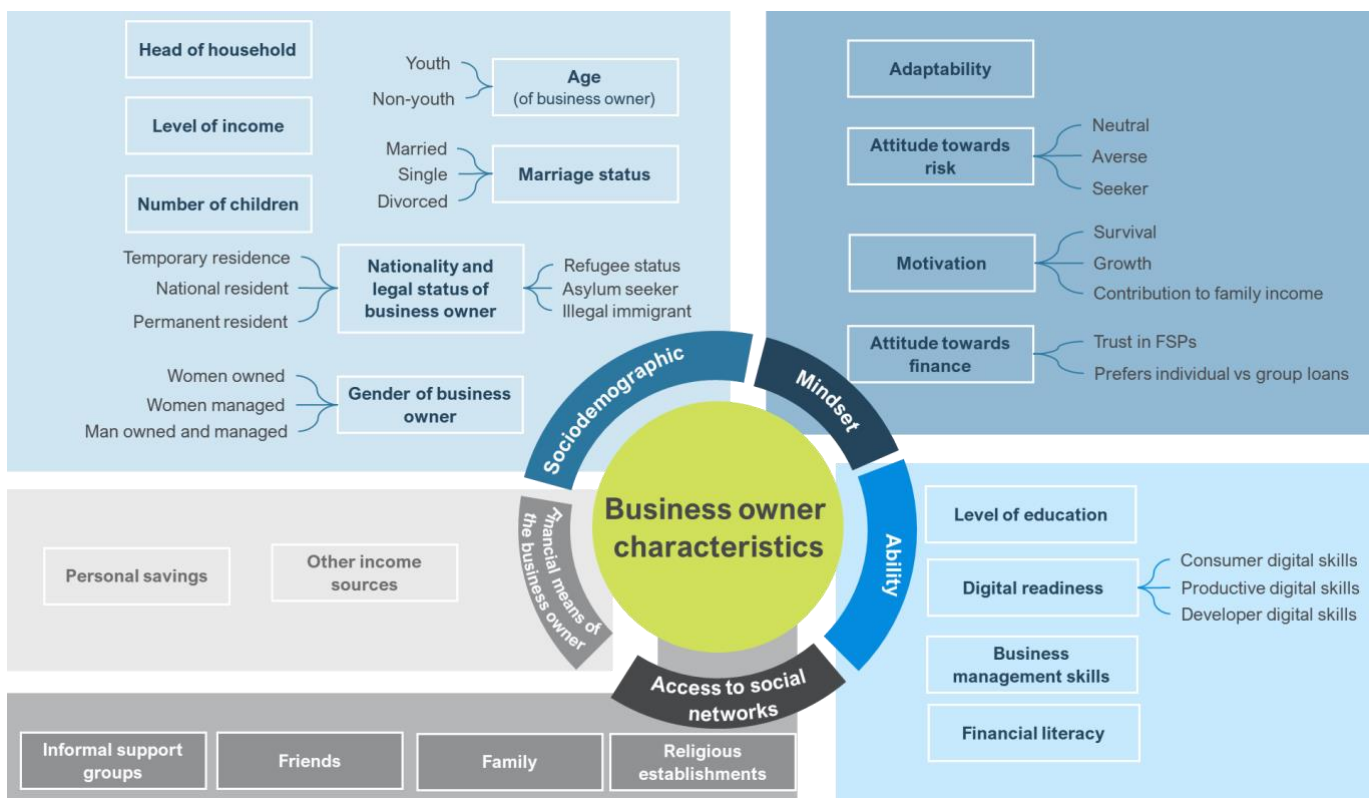 Head of household
Level of income
Number of children
Youth
Non-youth
Age
(of business owner)
Married
Single
Divorced
Marriage status
Temporary residence
National resident
Permanent resident
Nationality and
legal status of
business owner
Refugee status
Asylum seeker
Illegal immigrant
Women owned
Women managed
Man owned and managed
Gender of business
owner
Adaptability
Attitude towards
risk
Neutral
Averse
Seeker
Motivation
Survival
Growth
Contribution to family income
Attitude towards
finance
Trust in FSPs
Prefers individual vs group loans
Sociodemographic
Mindset
Ability
Access to social
networks
Financial means of
the business owner
Business owner
characteristics
Level of education
Digital readiness
Consumer digital skills
Productive digital skills
Developer digital skills
Business
management skills
Financial literacy
Personal savings
Other income
sources
Informal support
groups
Friends
Family
Religious
establishments